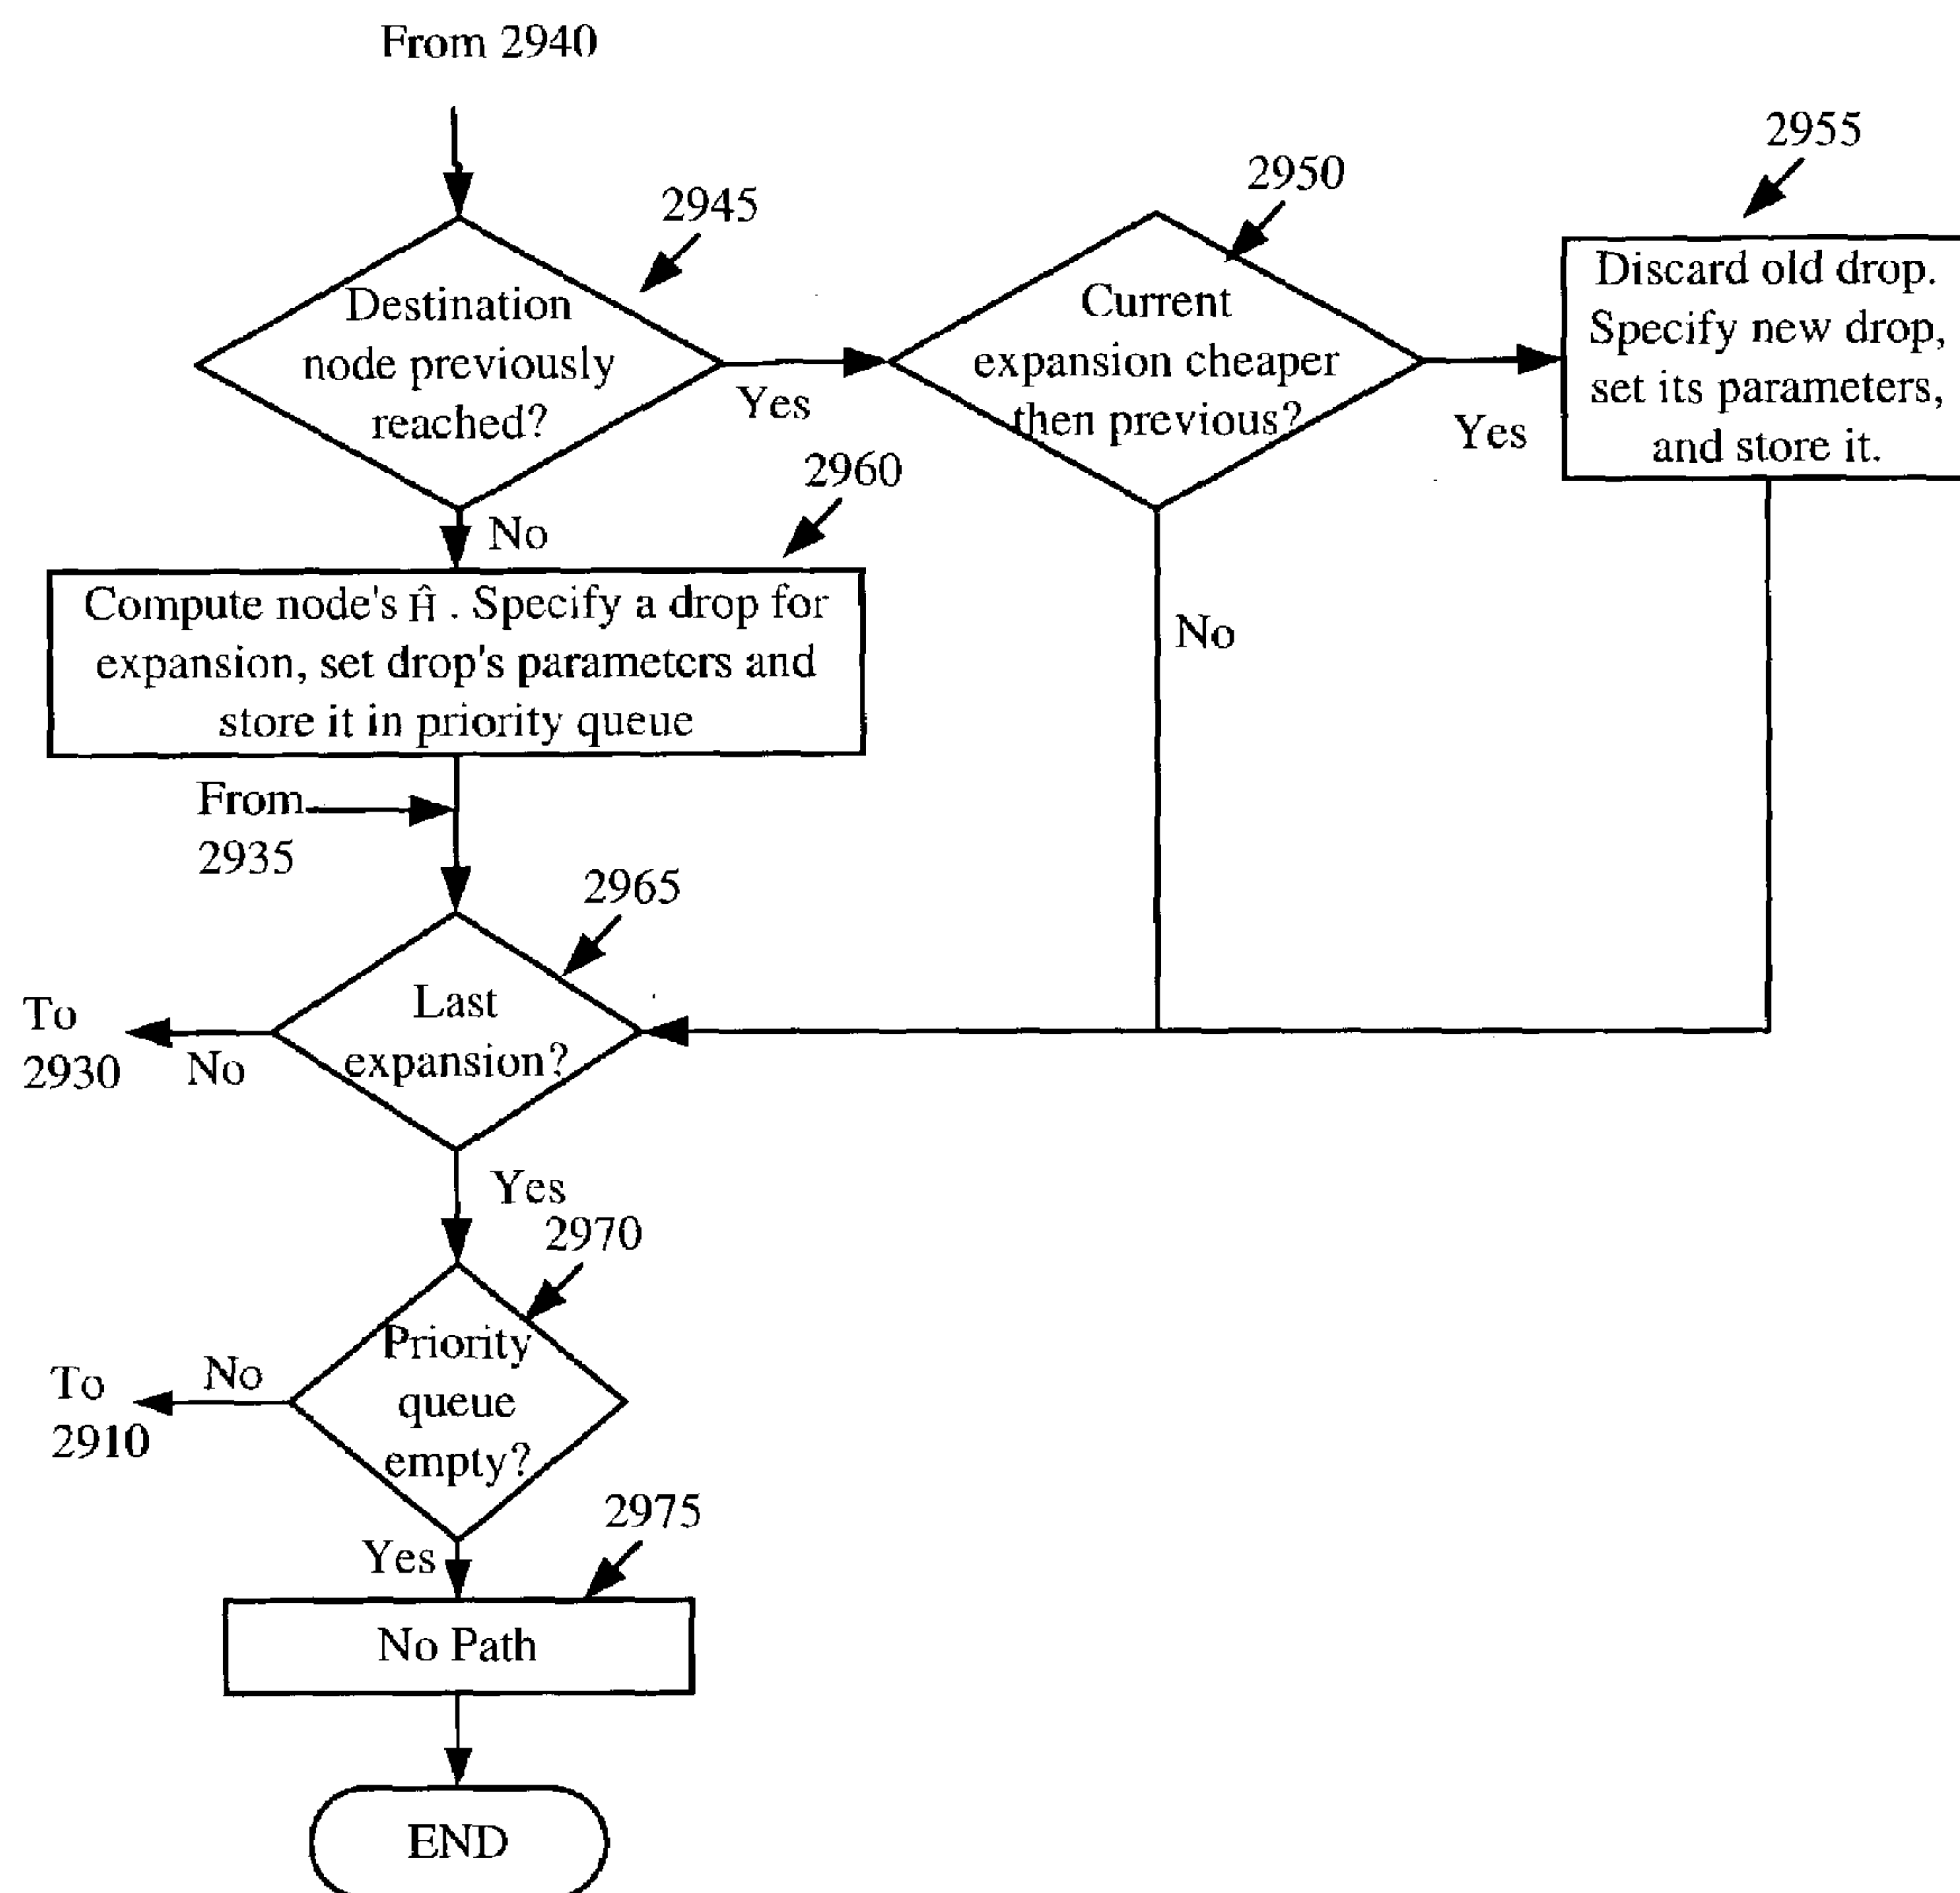 From 2940
2945
Destination
node previously
reached?
Yes
No
2950
Current
expansion cheaper
then previous?
Yes
No
2955
Discard old drop.
Specify new drop,
set its parameters,
and store it.
2960
Compute node's Ĥ . Specify a drop for
expansion, set drop's parameters and
store it in priority queue
From
2935
2965
Last
expansion?
To
2930
No
Yes
2970
Priority
queue
empty?
To
2910
No
Yes
2975
No Path
END